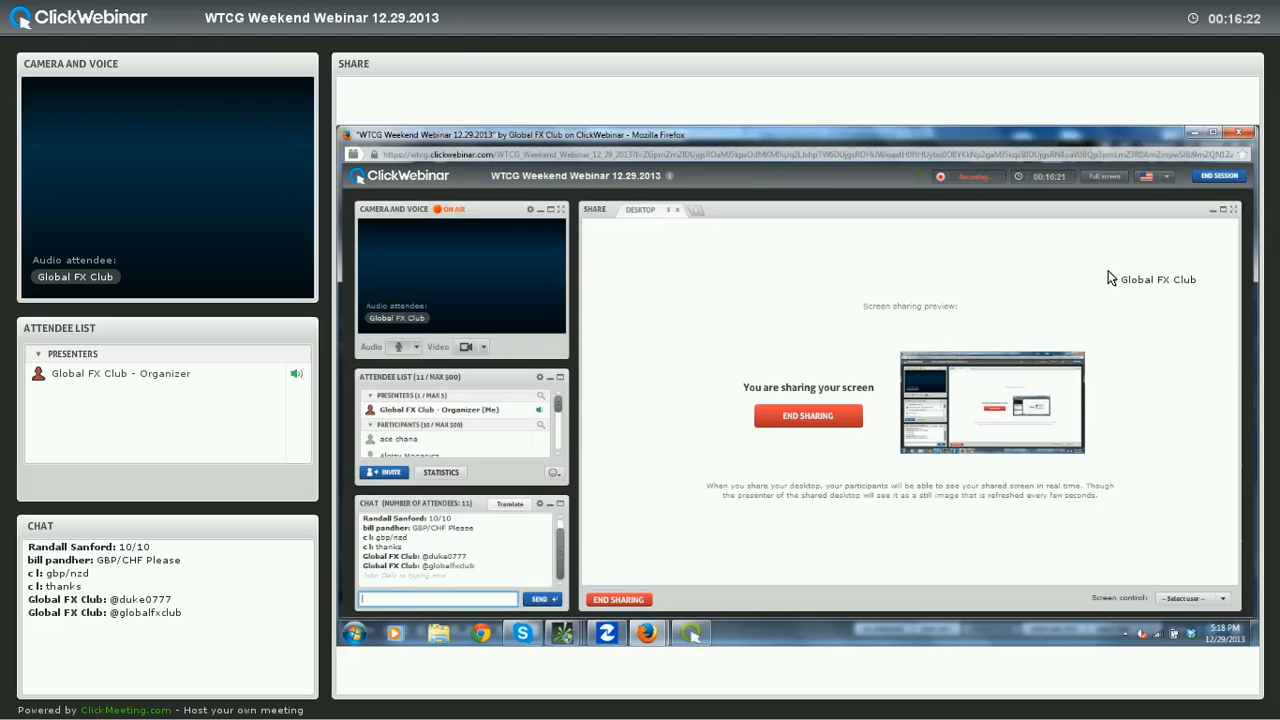 ClickWebinar
WTCG Weekend Webinar 12.29.2013
00:16:22
CAMERA AND VOICE
Audio attendee:
Global FX Club
ATTENDEE LIST
PRESENTERS
Global FX Club - Organizer
CHAT
Randall Sanford: 10/10
bill pandher: GBP/CHF Please
c l: gbp/nzd
c l: thanks
Global FX Club: @duke0777
Global FX Club: @globalfxclub
Powered by ClickMeeting.com - Host your own meeting
SHARE
"WTCG Weekend Webinar 12.29.2013" by Global FX Club on ClickWebinar - Mozilla Firefox
ClickWebinar
WTCG Weekend Webinar 12.29.2013
Recording...
00:16:21
Full screen
END SESSION
CAMERA AND VOICE ON AIR
Audio attendee:
Global FX Club
Audio
Video
ATTENDEE LIST (11 / MAX 500)
PRESENTERS (1 / MAX 5)
Global FX Club - Organizer (Me)
PARTICIPANTS (10 / MAX 500)
ace chana
INVITE
STATISTICS
CHAT (NUMBER OF ATTENDEES: 11)
Translate
Randall Sanford: 10/10
bill pandher: GBP/CHF Please
c l: gbp/nzd
c l: thanks
Global FX Club: @duke0777
Global FX Club: @globalfxclub
SEND
SHARE
DESKTOP
Global FX Club
Screen sharing preview:
You are sharing your screen
END SHARING
When you share your desktop, your participants will be able to see your shared screen in real time. Though
the presenter of the shared desktop will see it as a still image that is refreshed every few seconds.
END SHARING
Screen control:
-- Select user --
5:18 PM
12/29/2013